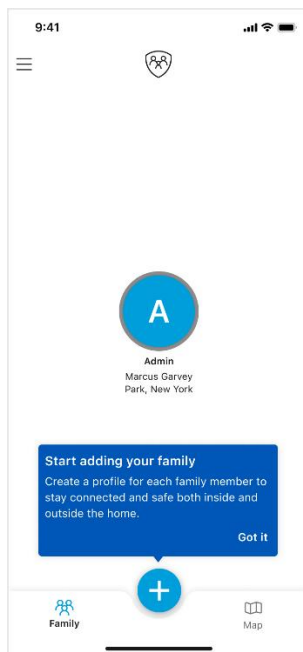 9:41
A
Admin
Marcus Garvey
Park, New York
Start adding your family
Create a profile for each family member to
stay connected and safe both inside and
outside the home.
Got it
Family
Map